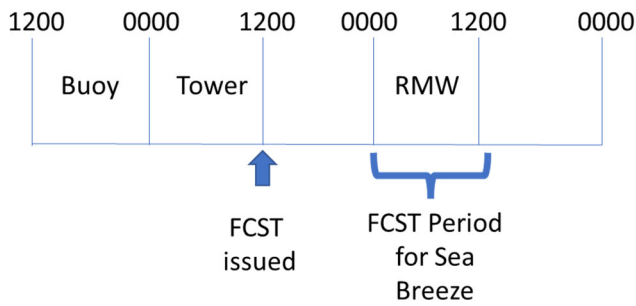 1200 0000 1200 0000 1200 0000
Buoy Tower RMW
FCST
issued
FCST Period
for Sea
Breeze